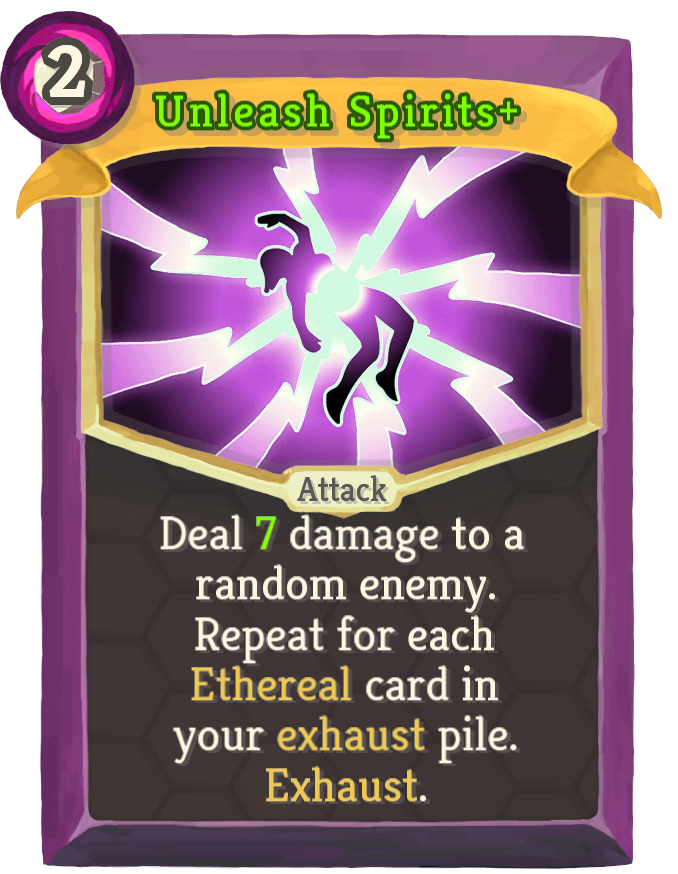 2
Unleash Spirits+
Attack
Deal 7 damage to a
random enemy.
Repeat for each
Ethereal card in
your exhaust pile.
Exhaust.